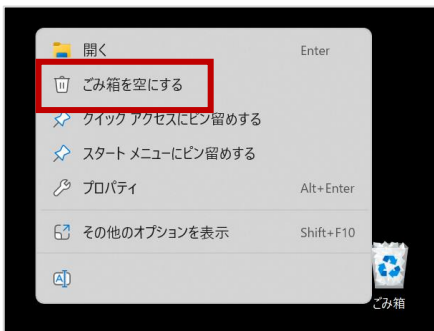 開く Enter
ごみ箱を空にする
クイック アクセスにピン留めする
スタート メニューにピン留めする
プロパティ Alt+Enter
その他のオプションを表示 Shift+F10
A
ごみ箱